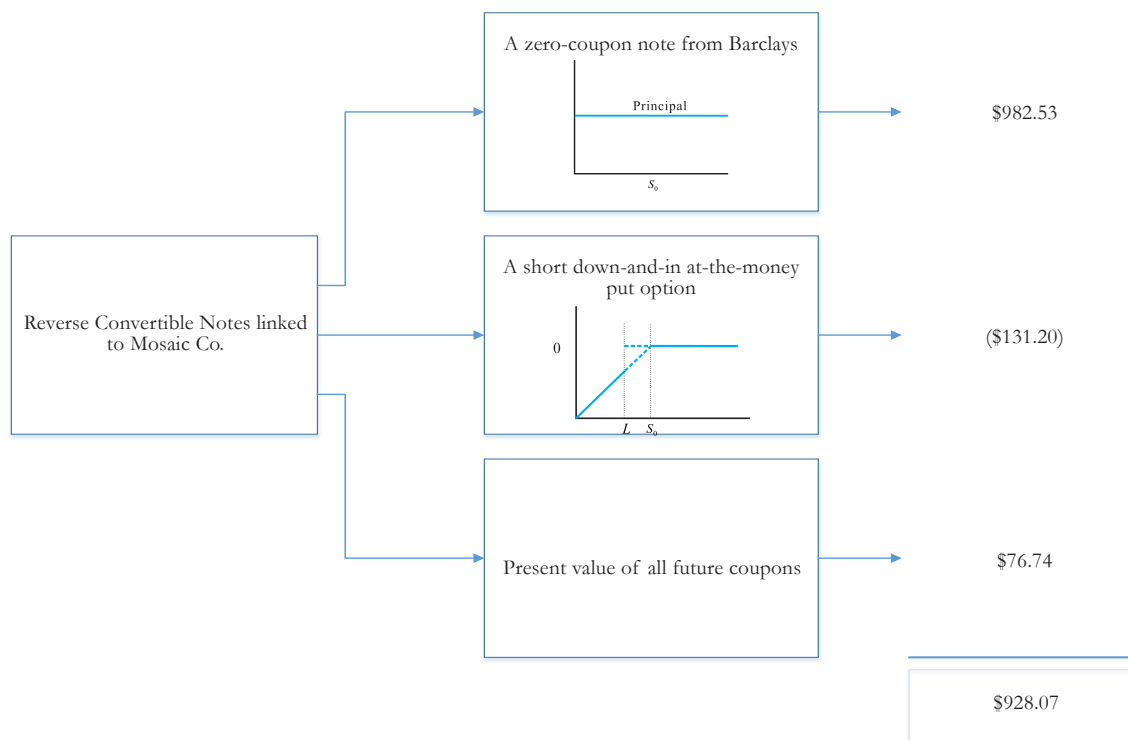 A zero-coupon note from Barclays
Principal
S0
$982.53
Reverse Convertible Notes linked
to Mosaic Co.
A short down-and-in at-the-money
put option
0
L S0
($131.20)
Present value of all future coupons
$76.74
$928.07